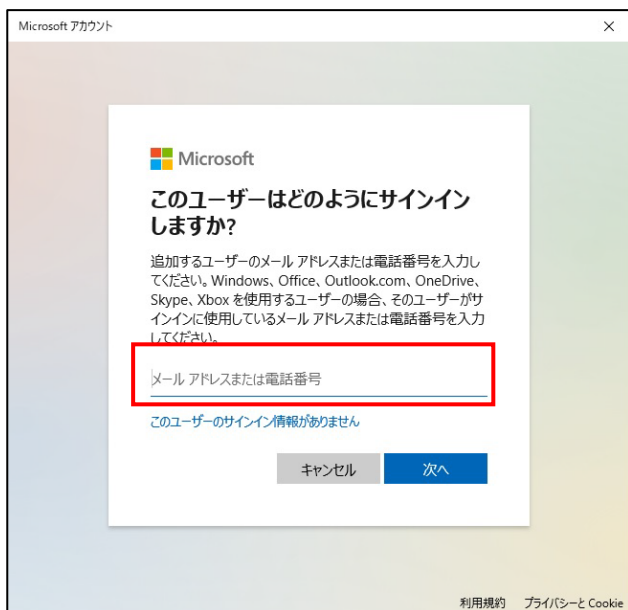 Microsoft アカウント
Microsoft
このユーザーはどのようにサインイン
しますか?
追加するユーザーのメール アドレスまたは電話番号を入力し
てください。Windows、Office、Outlook.com、OneDrive、
Skype、Xbox を使用するユーザーの場合、そのユーザーがサ
インインに使用しているメール アドレスまたは電話番号を入力
してください。
メール アドレスまたは電話番号
このユーザーのサインイン情報がありません
キャンセル 次へ
利用規約 プライバシーと Cookie